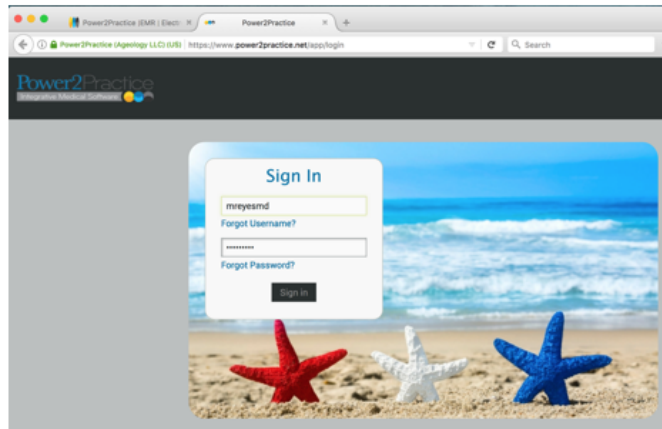 Power2Practice (EMR | Electr
Power2Practice
Power2Practice (Ageology LLC) (US)
https://www.power2practice.net/app/login
Search
Power2Practice
Integrative Medical Software
Sign In
mreyesmd
Forgot Username?
•••••••••
Forgot Password?
Sign in